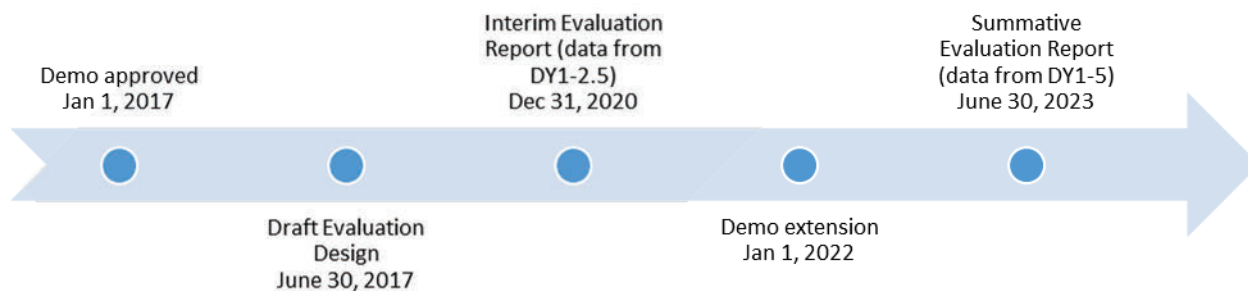 Demo approved
Jan 1, 2017
Draft Evaluation
Design
June 30, 2017
Interim Evaluation
Report (data from
DY1-2.5)
Dec 31, 2020
Demo extension
Jan 1, 2022
Summative
Evaluation Report
(data from DY1-5)
June 30, 2023